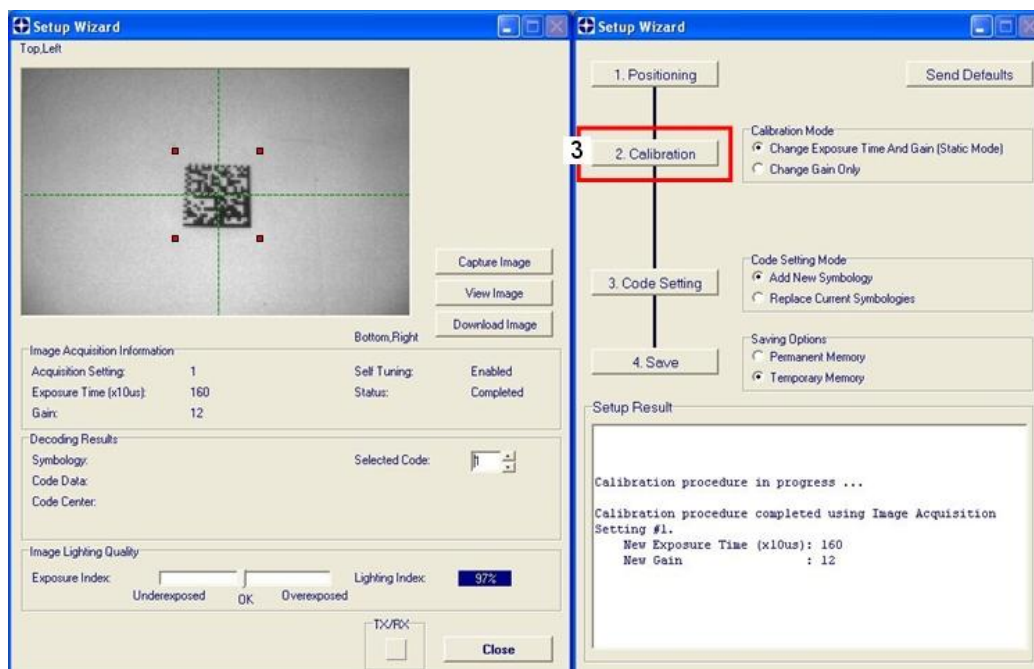 Setup Wizard
Top,Left
Capture Image
View Image
Download Image
Bottom,Right
Image Acquisition Information
Acquisition Setting: 1 Self Tuning: Enabled
Exposure Time (x10us): 160 Status: Completed
Gain: 12
Decoding Results
Symbology: Selected Code: 1
Code Data:
Code Center:
Image Lighting Quality
Exposure Index: Lighting Index: 97%
Underexposed OK Overexposed
TX/RX
Close
Setup Wizard
1. Positioning Send Defaults
3 2. Calibration
Calibration Mode
Change Exposure Time And Gain (Static Mode)
Change Gain Only
3. Code Setting
Code Setting Mode
Add New Symbology
Replace Current Symbologies
4. Save
Saving Options
Permanent Memory
Temporary Memory
Setup Result
Calibration procedure in progress ...
Calibration procedure completed using Image Acquisition
Setting #1.
New Exposure Time (x10us): 160
New Gain : 12